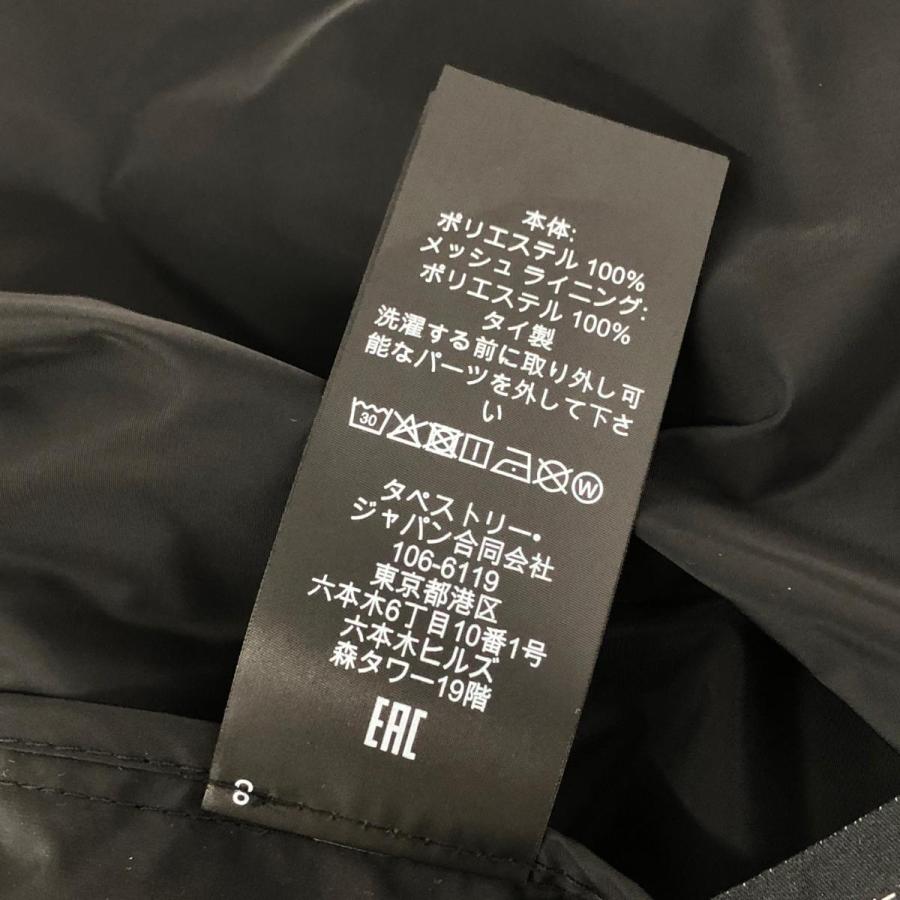 本体:
ポリエステル 100%
メッシュ ライニング:
ポリエステル 100%
タイ製
洗濯する前に取り外し可
能なパーツを外して下さ
い
30
W
タペストリー・
ジャパン合同会社
106-6119
東京都港区
六本木6丁目10番1号
六本木ヒルズ
森タワー19階
EAC
8